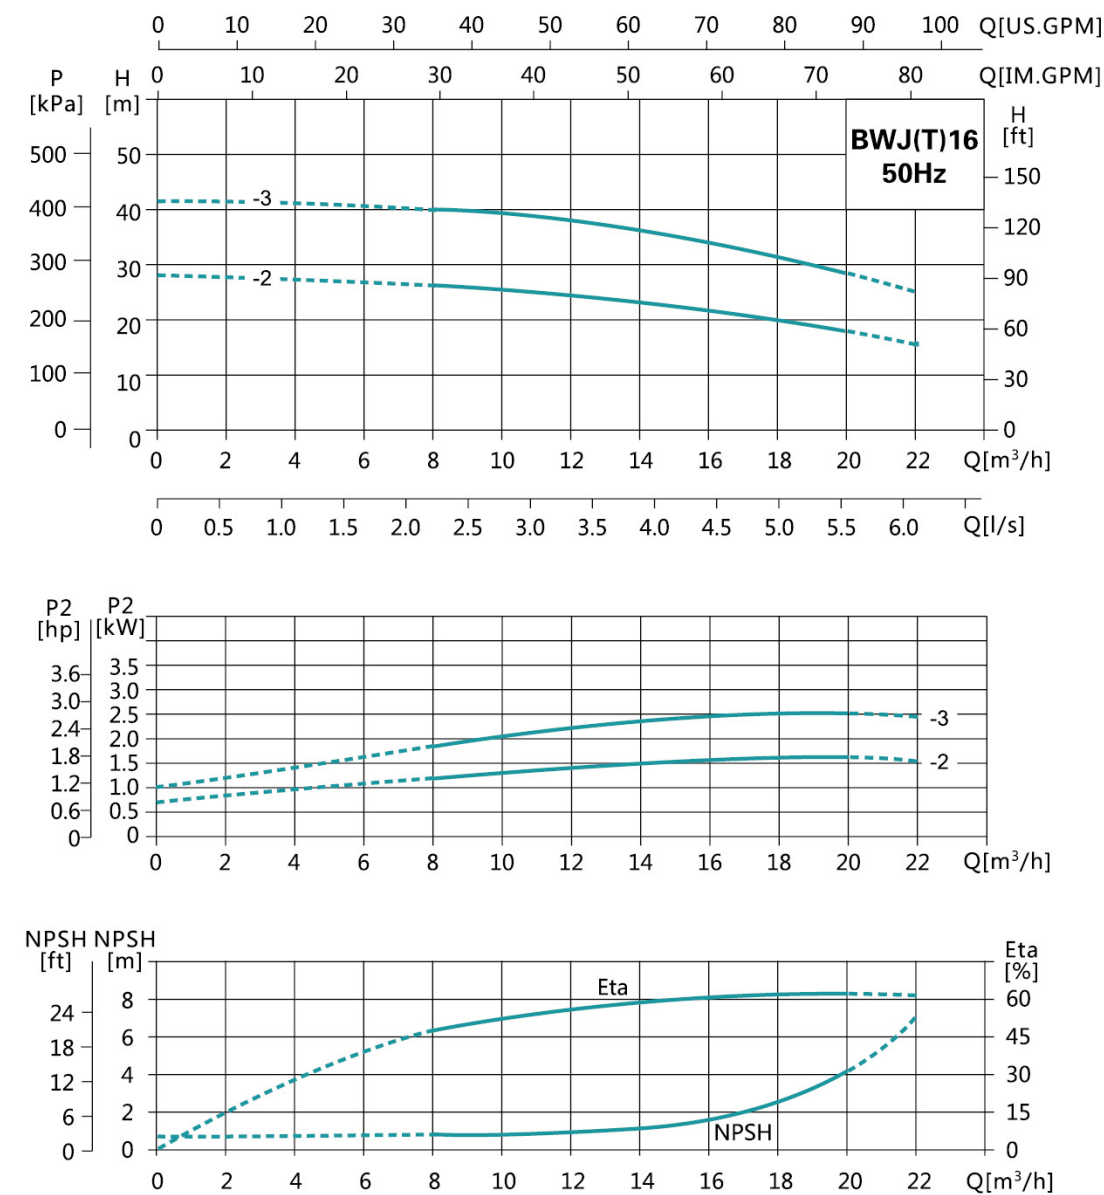 0 10 20 30 40 50 60 70 80 90 100 Q[US.GPM]
0 10 20 30 40 50 60 70 80 Q[IM.GPM]
P
[kPa]
H
[m]
H
[ft]
BWJ(T)16
50Hz
500
400
300
200
100
0
50
40
30
20
10
0
150
120
90
60
30
0
-3
-2
0 2 4 6 8 10 12 14 16 18 20 22 Q[m³/h]
0 0.5 1.0 1.5 2.0 2.5 3.0 3.5 4.0 4.5 5.0 5.5 6.0 Q[l/s]
P2
[hp]
P2
[kW]
3.6
3.0
2.4
1.8
1.2
0.6
0
3.5
3.0
2.5
2.0
1.5
1.0
0.5
0
-3
-2
0 2 4 6 8 10 12 14 16 18 20 22 Q[m³/h]
NPSH
[ft]
NPSH
[m]
Eta
[%]
24
18
12
6
0
8
6
4
2
0
60
45
30
15
0
Eta
NPSH
0 2 4 6 8 10 12 14 16 18 20 22 Q[m³/h]